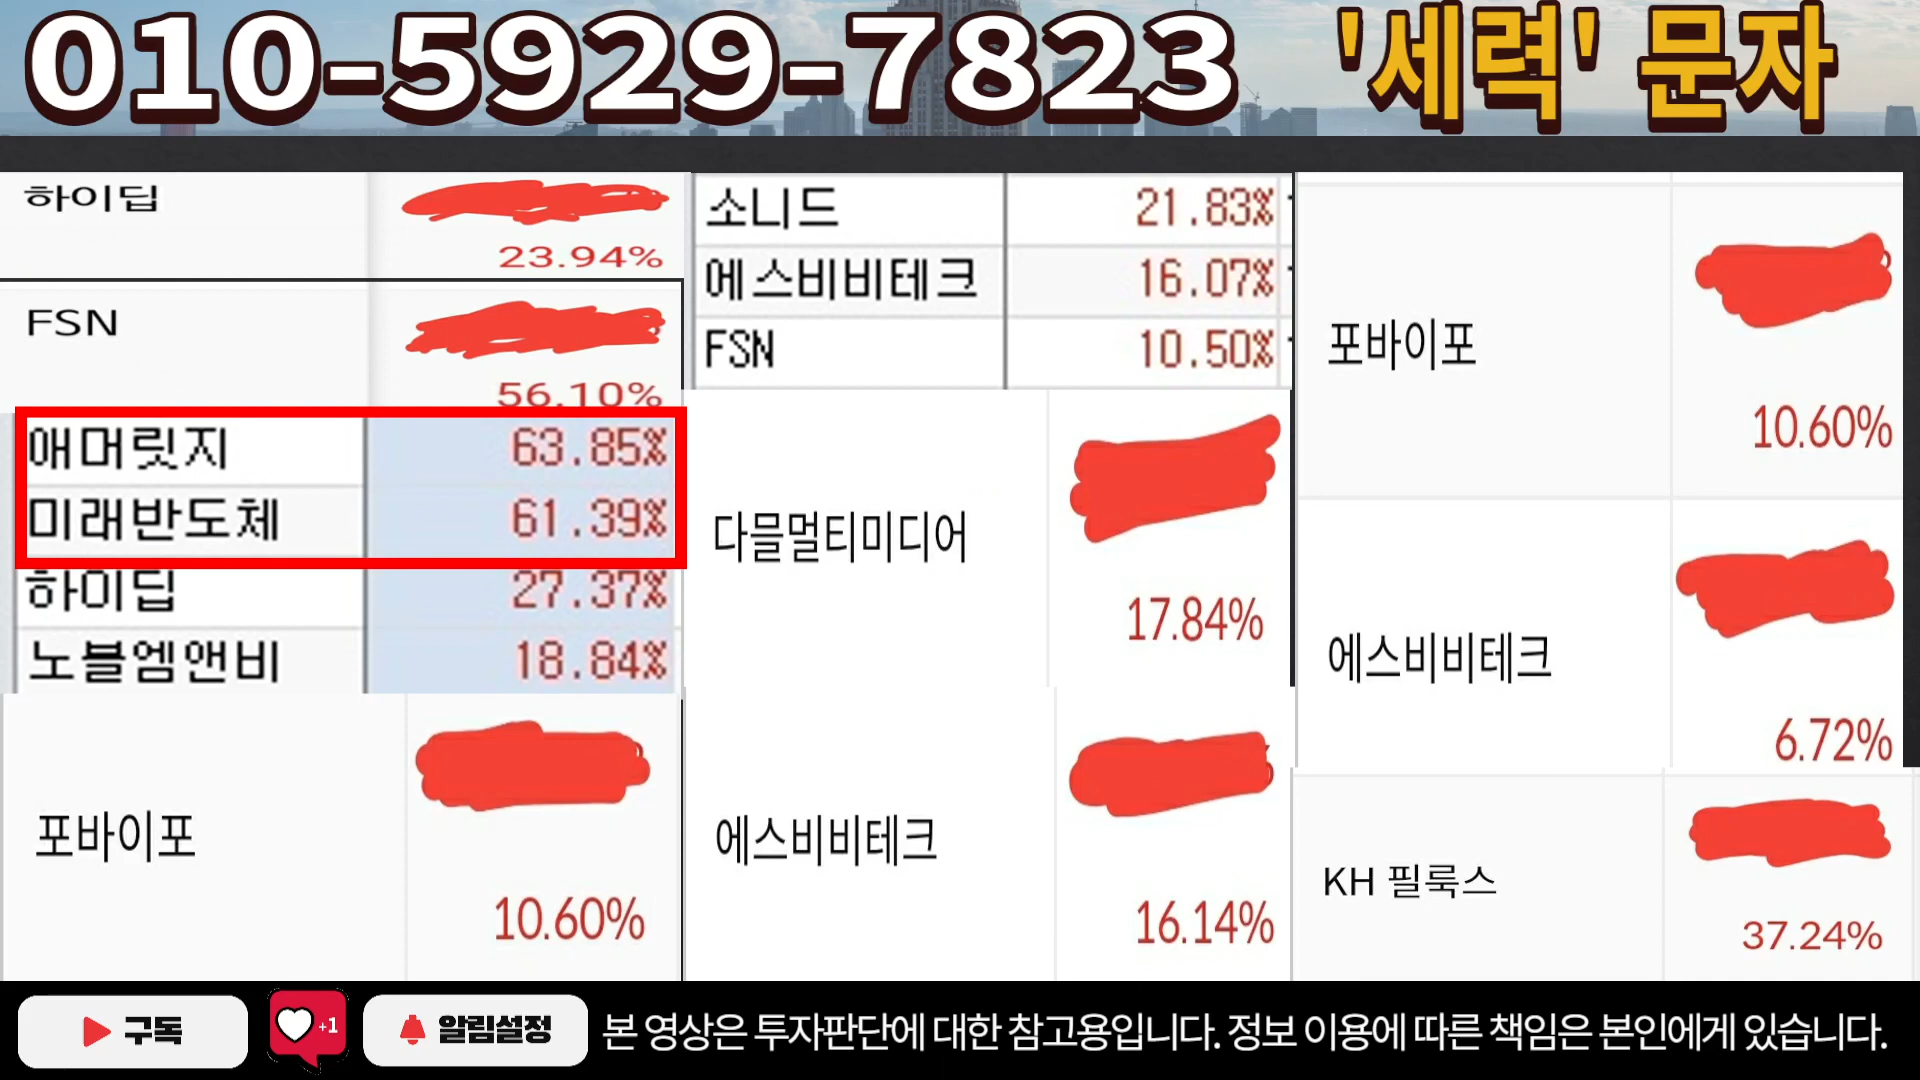 010-5929-7823 '세력' 문자
하이딥
23.94%
FSN
56.10%
애머릿지 63.85%
미래반도체 61.39%
하이딥 27.37%
노블엠앤비 18.84%
포바이포
10.60%
소니드 21.83%
에스비비테크 16.07%
FSN 10.50%
다믈멀티미디어
17.84%
에스비비테크
16.14%
포바이포
10.60%
에스비비테크
6.72%
KH 필룩스
37.24%
구독 +1 알림설정 본 영상은 투자판단에 대한 참고용입니다. 정보 이용에 따른 책임은 본인에게 있습니다.